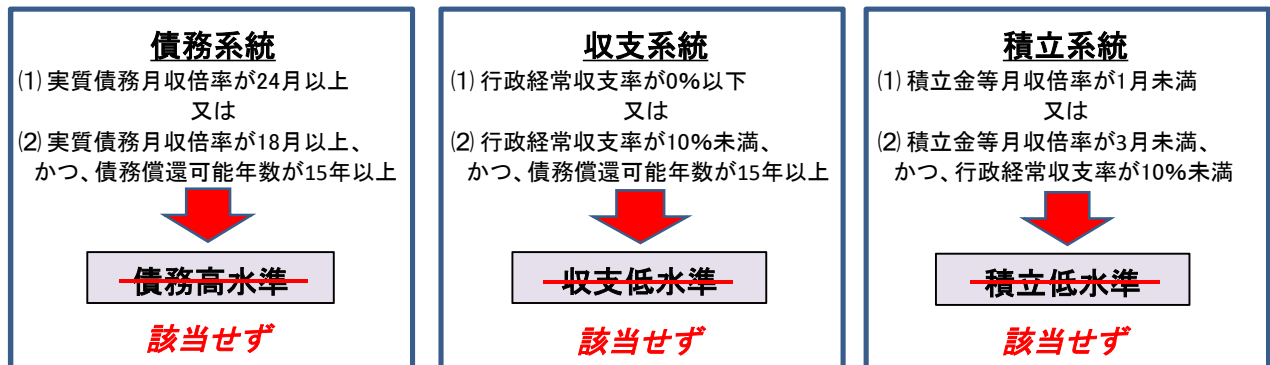 債務系統
⑴ 実質債務月収倍率が24月以上
又は
⑵ 実質債務月収倍率が18月以上、
かつ、債務償還可能年数が15年以上
債務高水準
該当せず
収支系統
⑴ 行政経常収支率が0%以下
又は
⑵ 行政経常収支率が10%未満、
かつ、債務償還可能年数が15年以上
収支低水準
該当せず
積立系統
⑴ 積立金等月収倍率が1月未満
又は
⑵ 積立金等月収倍率が3月未満、
かつ、行政経常収支率が10%未満
積立低水準
該当せず